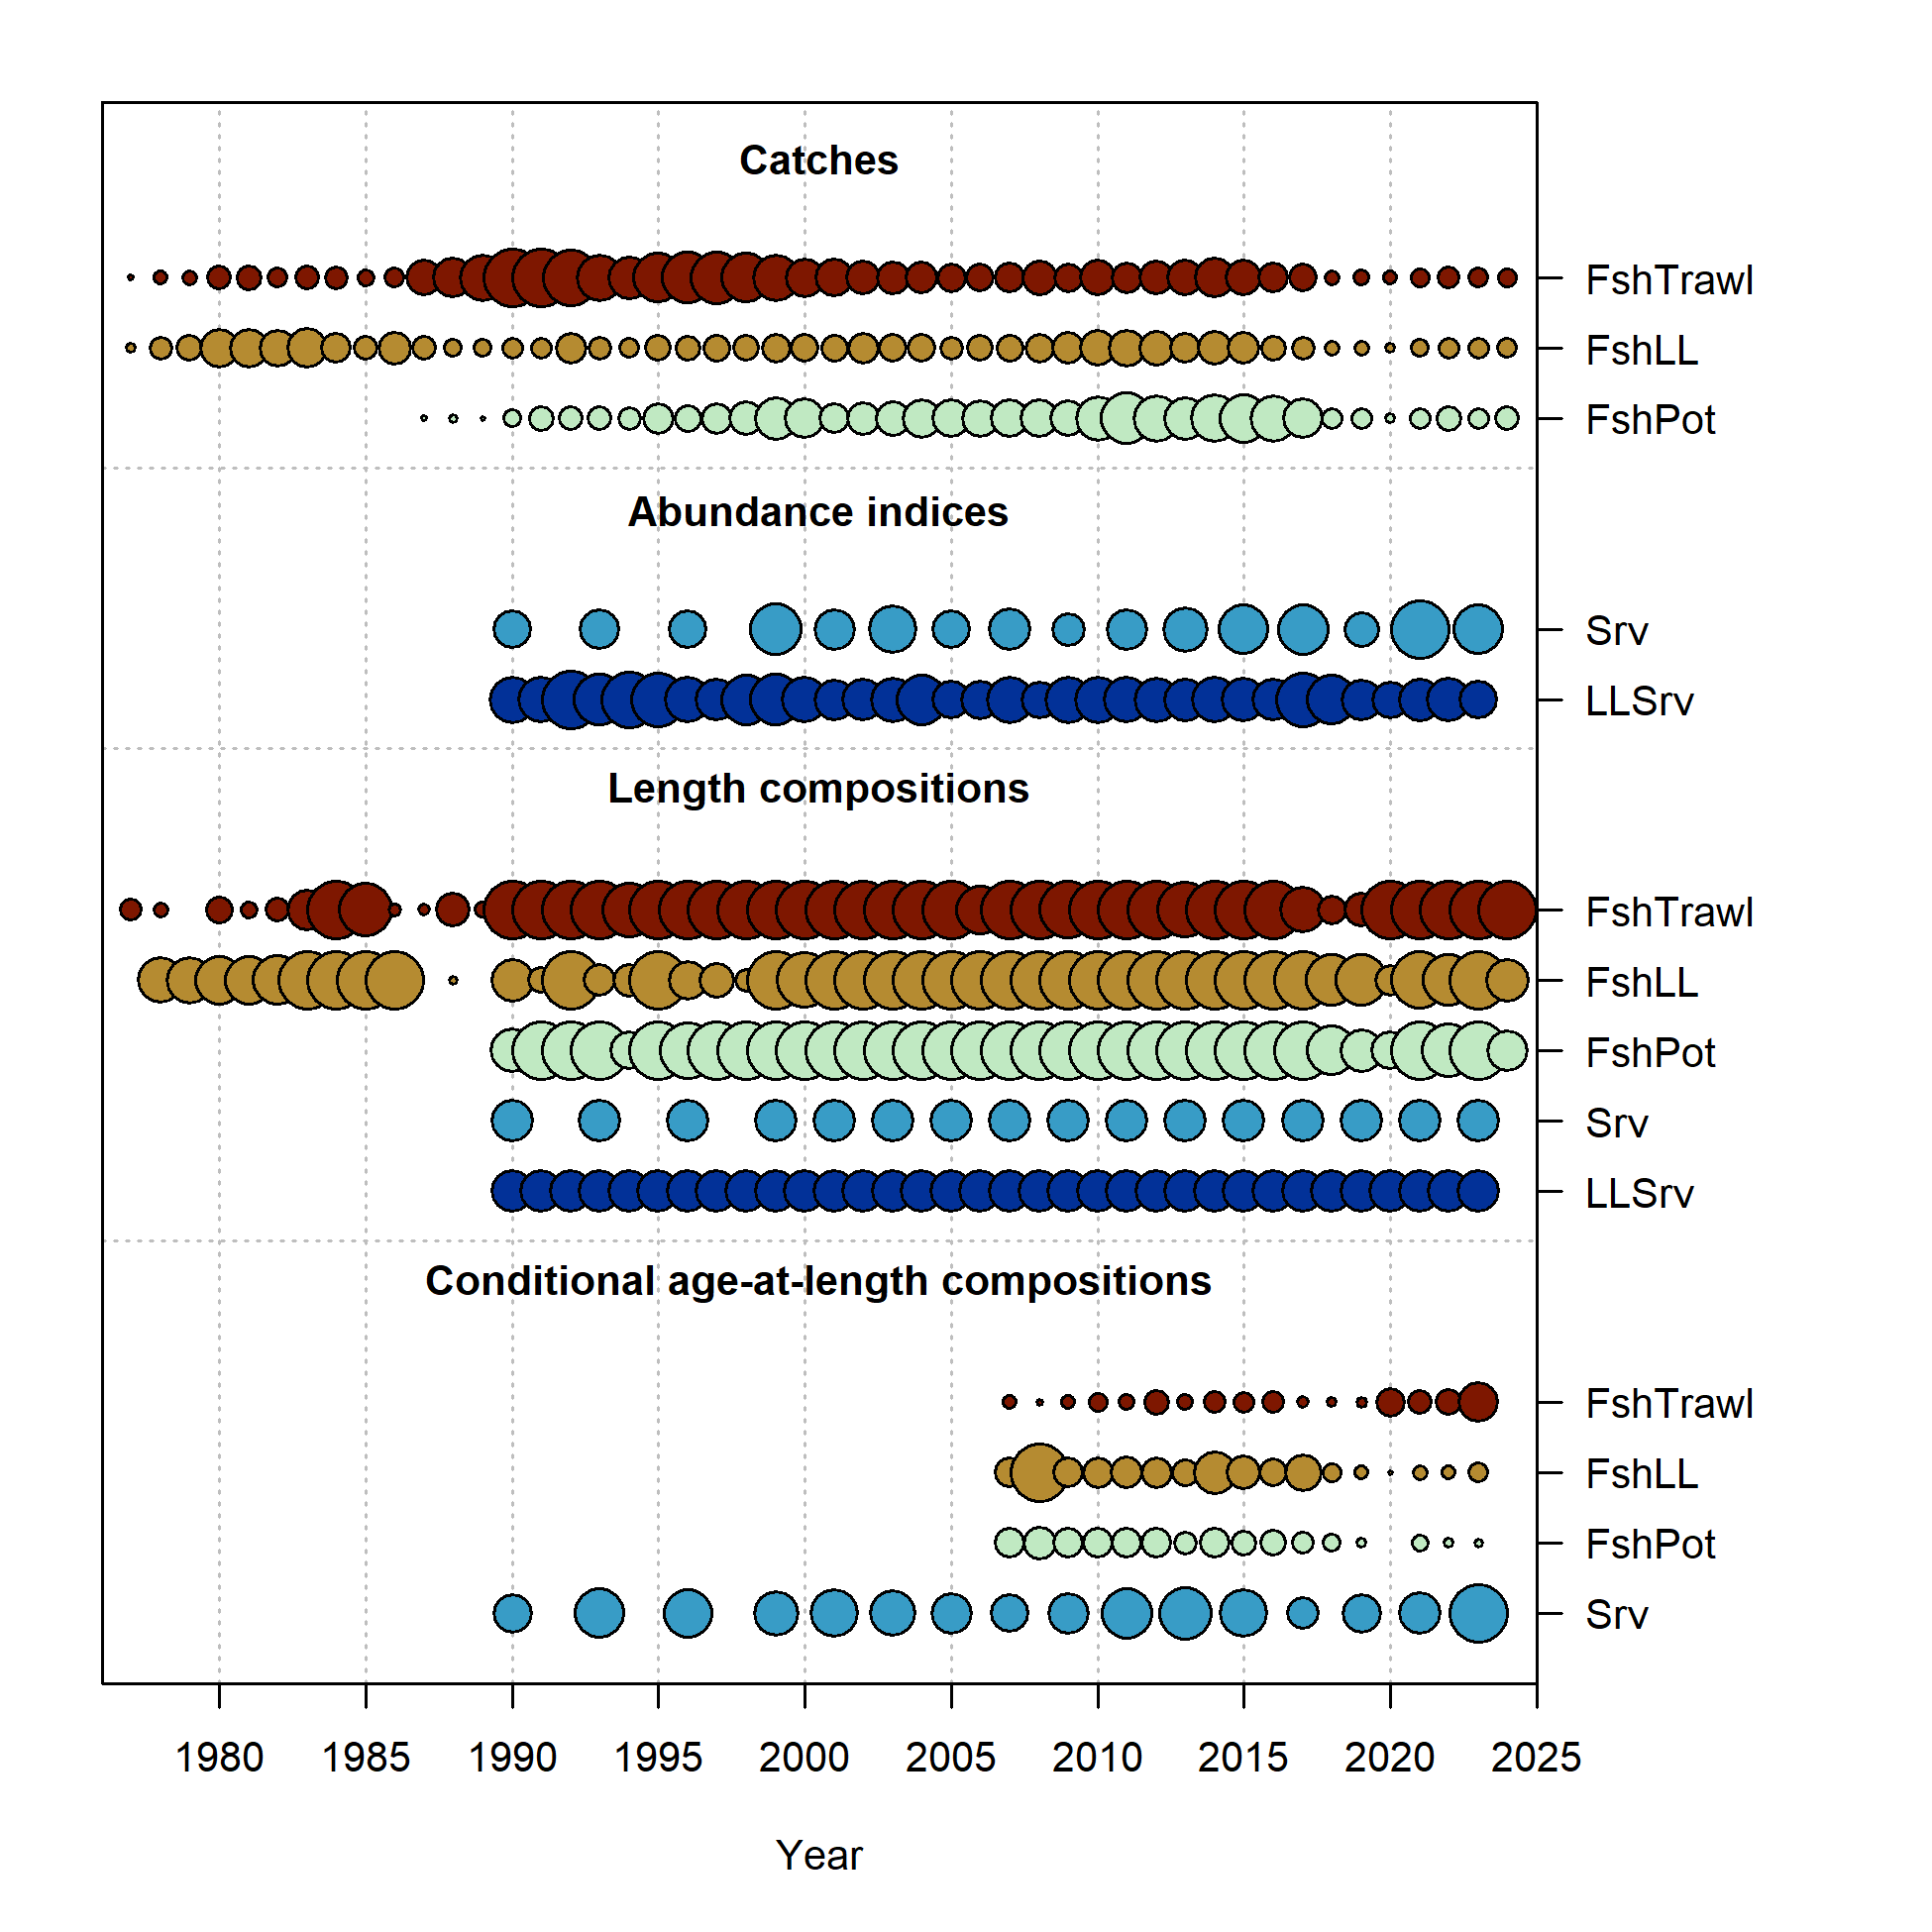 Catches
FshTrawl
FshLL
FshPot
Abundance indices
Srv
LLSrv
Length compositions
FshTrawl
FshLL
FshPot
Srv
LLSrv
Conditional age-at-length compositions
FshTrawl
FshLL
FshPot
Srv
1980 1985 1990 1995 2000 2005 2010 2015 2020 2025
Year